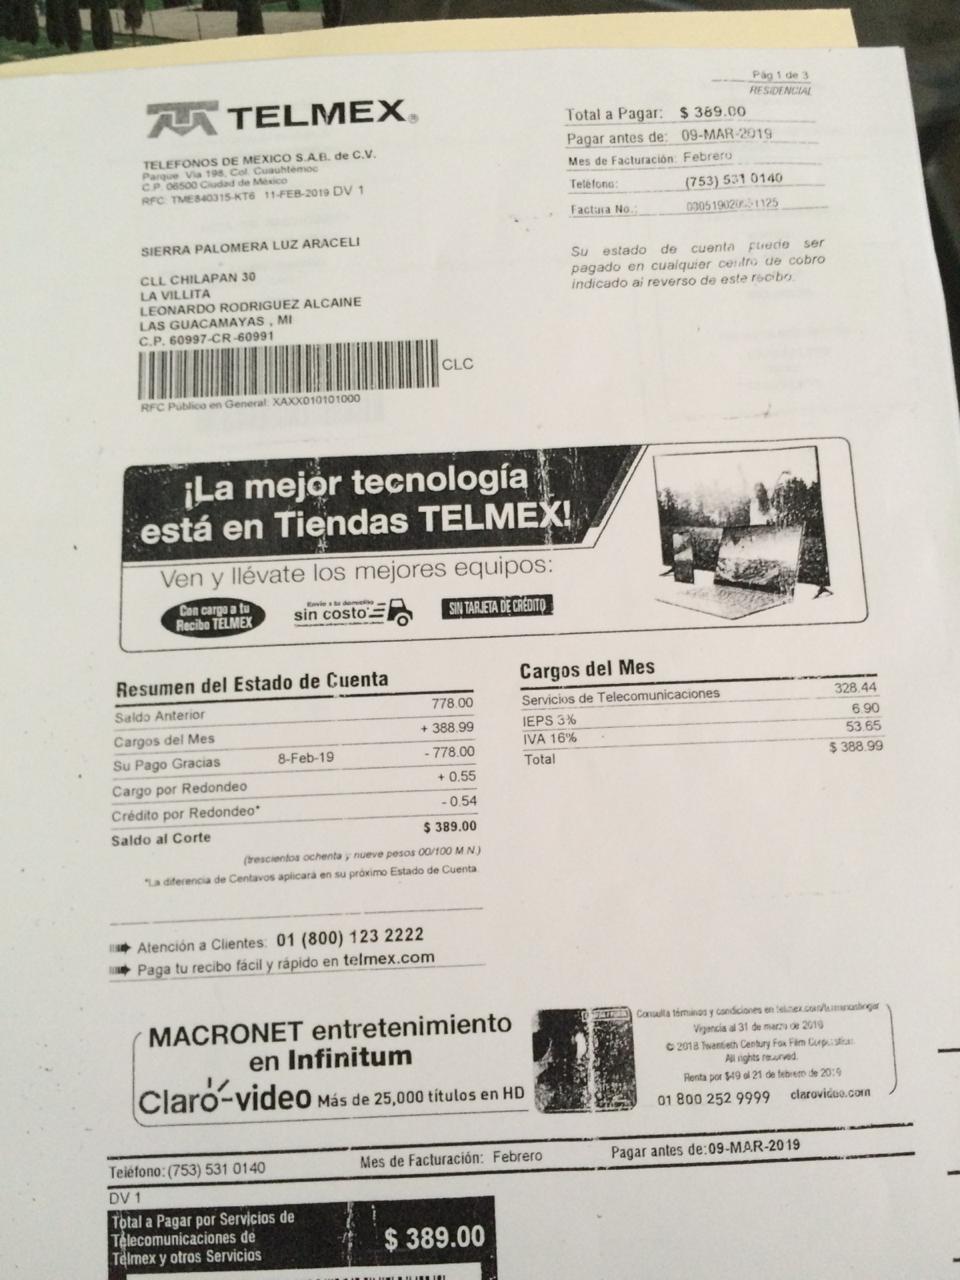 Pág 1 de 3
RESIDENCIAL
TELMEX®
Total a Pagar: $ 389.00
Pagar antes de: 09-MAR-2019
Mes de Facturación: Febrero
Teléfono: (753) 531 0140
Factura No.:
TELEFONOS DE MEXICO S.A.B. de C.V.
Parque Vía 198, Col. Cuauhtemoc
C.P. 06500 Ciudad de México
RFC: TME840315-KT6 11-FEB-2019 DV 1
Su estado de cuenta puede ser
pagado en cualquier centro de cobro
indicado al reverso de este recibo.
SIERRA PALOMERA LUZ ARACELI
CLL CHILAPAN 30
LA VILLITA
LEONARDO RODRIGUEZ ALCAINE
LAS GUACAMAYAS , MI
C.P. 60997-CR -60991
CLC
RFC Público en General: XAXX010101000
¡La mejor tecnología
está en Tiendas TELMEX!
Ven y llévate los mejores equipos:
Con cargo a tu
Recibo TELMEX
Envío a tu domicilio
sin costo
SIN TARJETA DE CRÉDITO
Resumen del Estado de Cuenta
Saldo Anterior 778.00
Cargos del Mes + 388.99
Su Pago Gracias 8-Feb-19 - 778.00
Cargo por Redondeo + 0.55
Crédito por Redondeo* - 0.54
Saldo al Corte $ 389.00
(trescientos ochenta y nueve pesos 00/100 M.N.)
*La diferencia de Centavos aplicará en su próximo Estado de Cuenta.
Cargos del Mes
Servicios de Telecomunicaciones 328.44
IEPS 3% 6.90
IVA 16% 53.65
Total $ 388.99
Atención a Clientes: 01 (800) 123 2222
Paga tu recibo fácil y rápido en telmex.com
MACRONET entretenimiento
en Infinitum
Claro-video Más de 25,000 títulos en HD
Consulta términos y condiciones en
Vigencia al 31 de marzo de 2019
© 2018 Twentieth Century Fox Film
All rights reserved.
Renta por $49 al 21 de febrero de 2019
01 800 252 9999 clarovideo.com
Teléfono: (753) 531 0140 Mes de Facturación: Febrero Pagar antes de:09-MAR-2019
DV 1
Total a Pagar por Servicios de
Telecomunicaciones de
Telmex y otros Servicios
$ 389.00